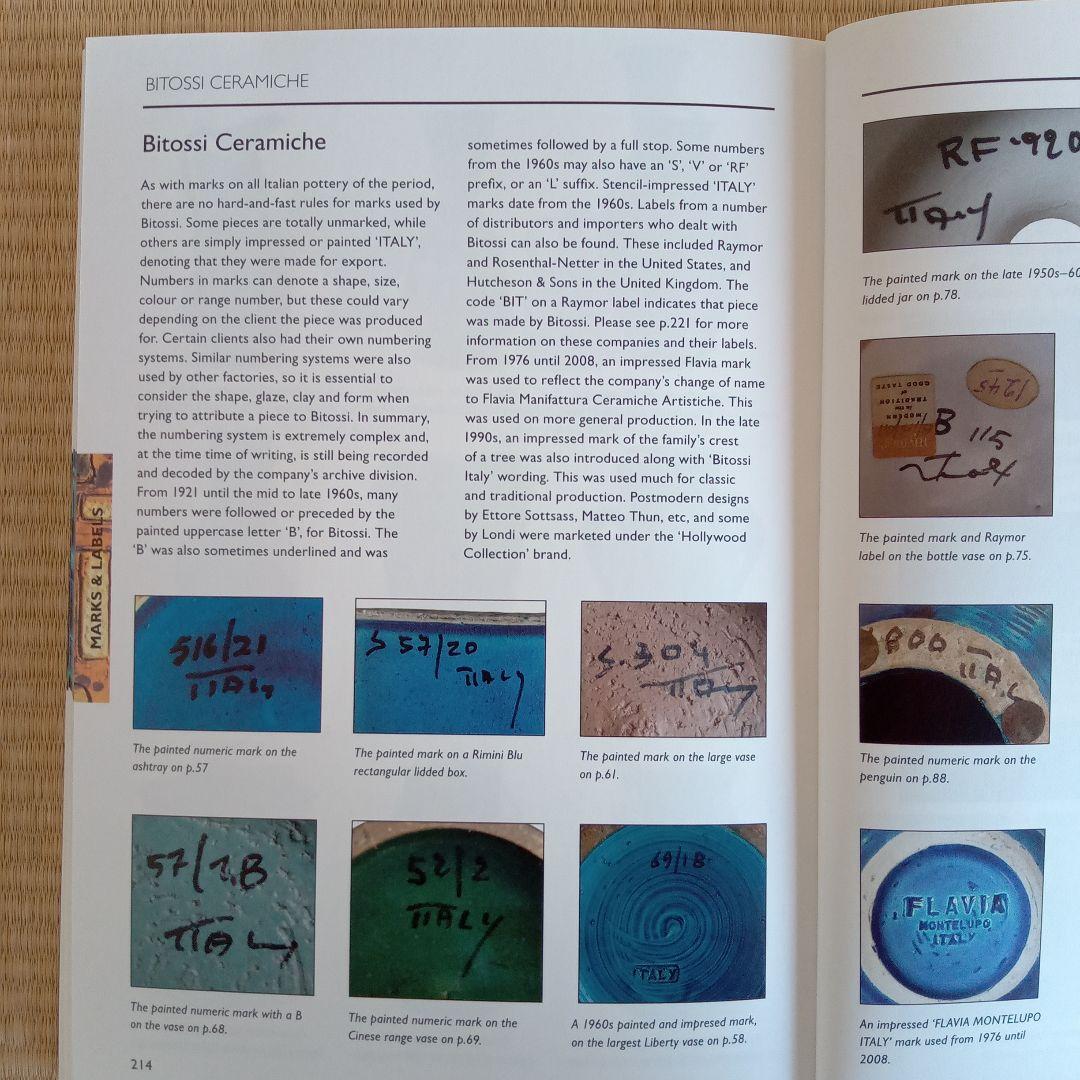 BITOSSI CERAMICHE
Bitossi Ceramiche
As with marks on all Italian pottery of the period,
there are no hard-and-fast rules for marks used by
Bitossi. Some pieces are totally unmarked, while
others are simply impressed or painted 'ITALY',
denoting that they were made for export.
Numbers in marks can denote a shape, size,
colour or range number, but these could vary
depending on the client the piece was produced
for. Certain clients also had their own numbering
systems. Similar numbering systems were also
used by other factories, so it is essential to
consider the shape, glaze, clay and form when
trying to attribute a piece to Bitossi. In summary,
the numbering system is extremely complex and,
at the time time of writing, is still being recorded
and decoded by the company's archive division.
From 1921 until the mid to late 1960s, many
numbers were followed or preceded by the
painted uppercase letter 'B', for Bitossi. The
'B' was also sometimes underlined and was
sometimes followed by a full stop. Some numbers
from the 1960s may also have an 'S', 'V' or 'RF'
prefix, or an 'L' suffix. Stencil-impressed 'ITALY'
marks date from the 1960s. Labels from a number
of distributors and importers who dealt with
Bitossi can also be found. These included Raymor
and Rosenthal-Netter in the United States, and
Hutcheson & Sons in the United Kingdom. The
code 'BIT' on a Raymor label indicates that piece
was made by Bitossi. Please see p.221 for more
information on these companies and their labels.
From 1976 until 2008, an impressed Flavia mark
was used to reflect the company's change of name
to Flavia Manifattura Ceramiche Artistiche. This
was used on more general production. In the late
1990s, an impressed mark of the family's crest
of a tree was also introduced along with 'Bitossi
Italy' wording. This was used much for classic
and traditional production. Postmodern designs
by Ettore Sottsass, Matteo Thun, etc, and some
by Londi were marketed under the 'Hollywood
Collection' brand.
MARKS & LABELS
516/21
ITALY
The painted numeric mark on the
ashtray on p.57
S 57/20
ITALY
The painted mark on a Rimini Blu
rectangular lidded box.
S.304
ITALY
The painted mark on the large vase
on p.61.
57/2.B
ITALY
The painted numeric mark with a B
on the vase on p.68.
52/2
ITALY
The painted numeric mark on the
Cinese range vase on p.69.
69/1B
ITALY
A 1960s painted and impresed mark,
on the largest Liberty vase on p.58.
214
RF-920
ITALY
The painted mark on the late 1950s–60
lidded jar on p.78.
1245
MODERN
in the
TRADITION
of
GOOD TASTE
B
115
Italy
The painted mark and Raymor
label on the bottle vase on p.75.
800 ITALY
The painted numeric mark on the
penguin on p.88.
FLAVIA
MONTELUPO
ITALY
An impressed 'FLAVIA MONTELUPO
ITALY' mark used from 1976 until
2008.